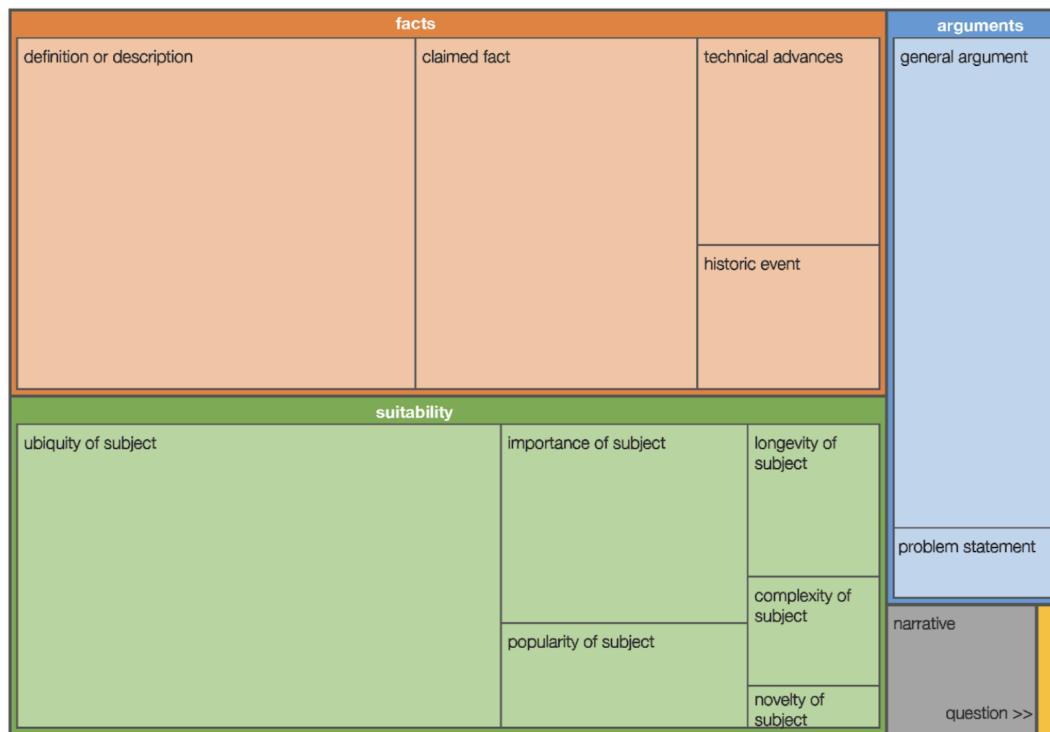 facts
definition or description
claimed fact
technical advances
historic event
suitability
ubiquity of subject
importance of subject
popularity of subject
longevity of
subject
complexity of
subject
novelty of
subject
arguments
general argument
problem statement
narrative
question >>